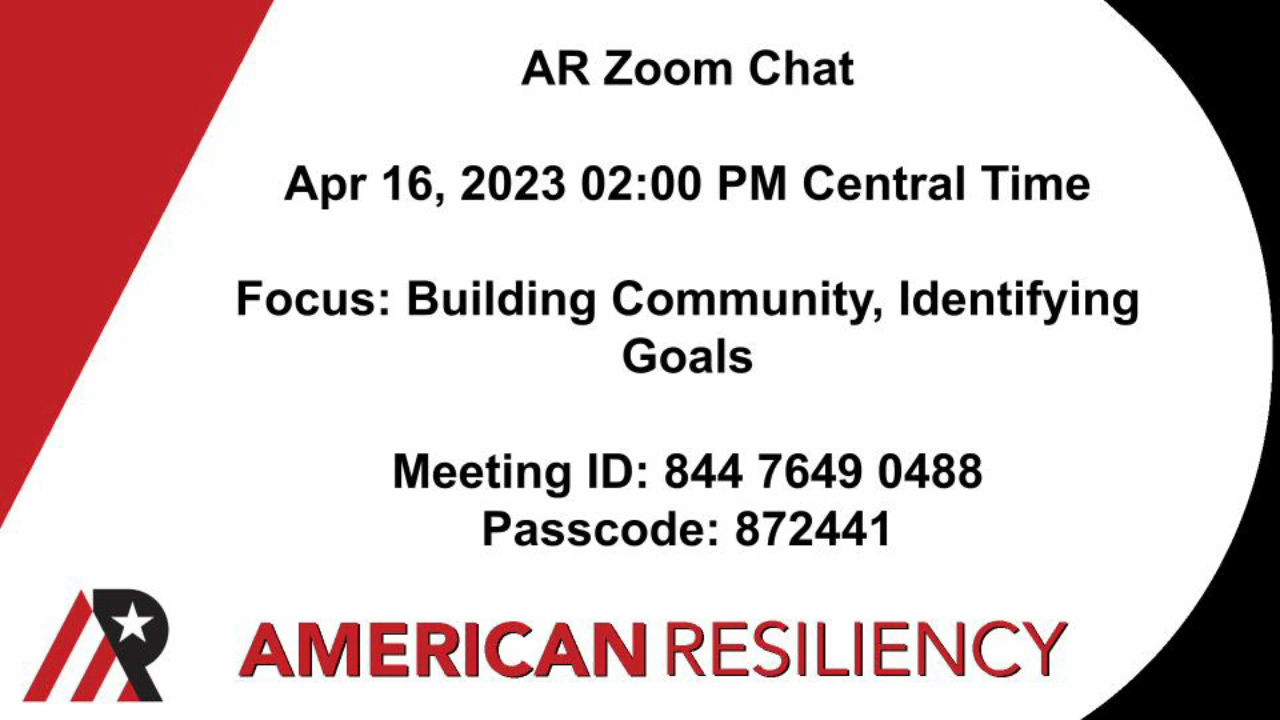 AR Zoom Chat
Apr 16, 2023 02:00 PM Central Time
Focus: Building Community, Identifying
Goals
Meeting ID: 844 7649 0488
Passcode: 872441
AR
AMERICAN RESILIENCY